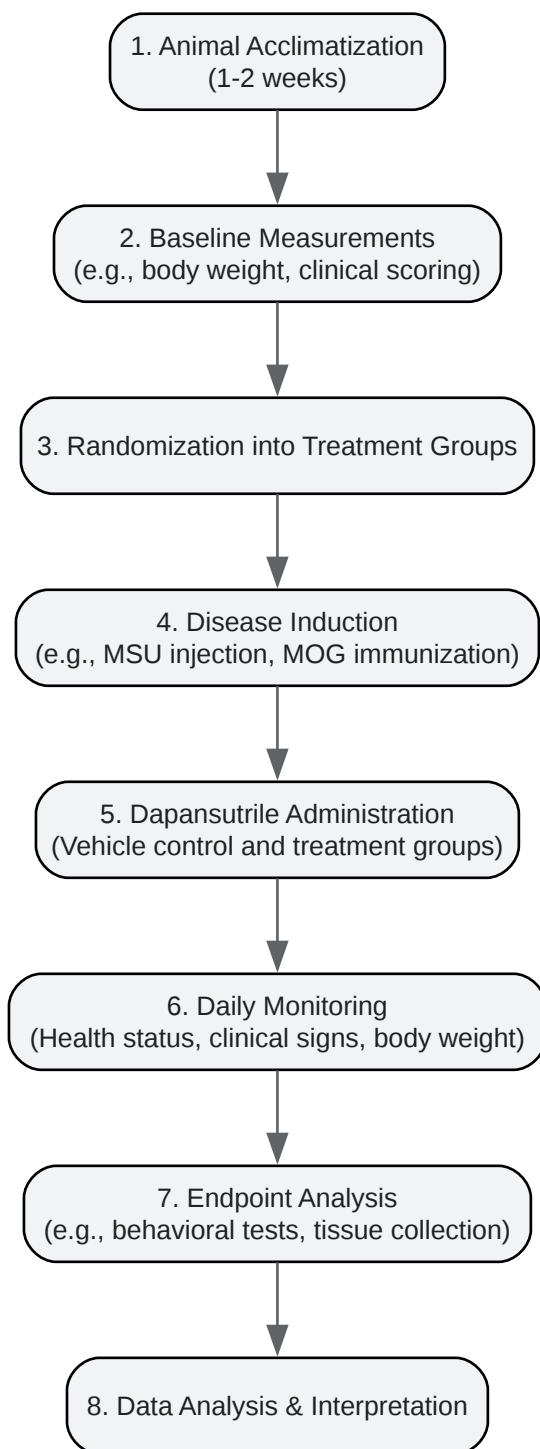 1. Animal Acclimatization
(1-2 weeks)
2. Baseline Measurements
(e.g., body weight, clinical scoring)
3. Randomization into Treatment Groups
4. Disease Induction
(e.g., MSU injection, MOG immunization)
5. Dapansutrile Administration
(Vehicle control and treatment groups)
6. Daily Monitoring
(Health status, clinical signs, body weight)
7. Endpoint Analysis
(e.g., behavioral tests, tissue collection)
8. Data Analysis & Interpretation